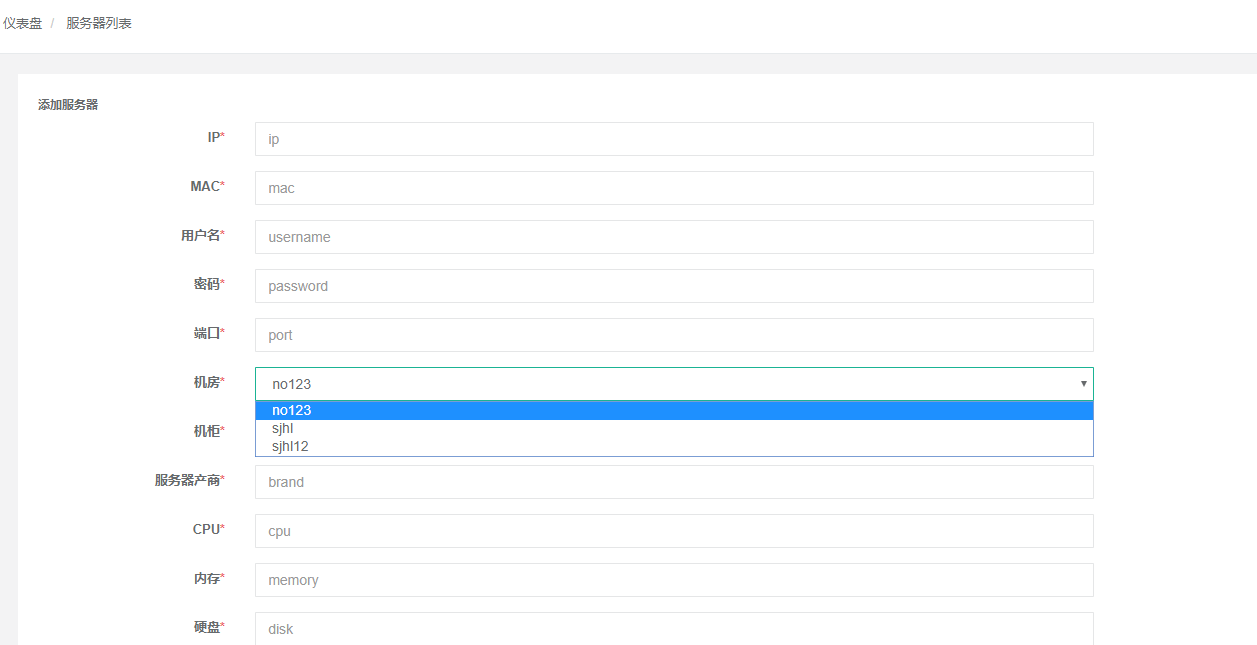 仪表盘 / 服务器列表
添加服务器
IP* ip
MAC* mac
用户名* username
密码* password
端口* port
机房* no123
no123
机柜* sjhl
sjhl12
服务器产商* brand
CPU* cpu
内存* memory
硬盘* disk